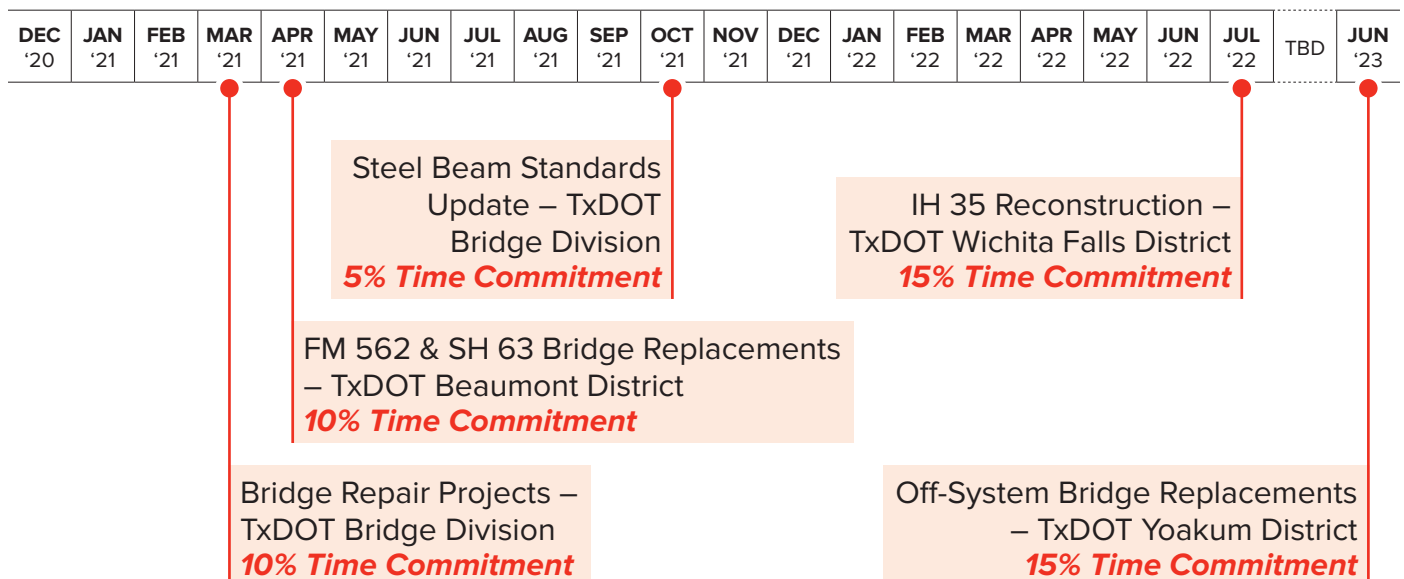 DEC JAN FEB MAR APR MAY JUN JUL AUG SEP OCT NOV DEC JAN FEB MAR APR MAY JUN JUL TBD JUN
‘20 ‘21 ‘21 ‘21 ‘21 ‘21 ‘21 ‘21 ‘21 ‘21 ‘21 ‘21 ‘21 ‘22 ‘22 ‘22 ‘22 ‘22 ‘22 ‘22 ‘23
Steel Beam Standards
Update – TxDOT
Bridge Division
5% Time Commitment
IH 35 Reconstruction –
TxDOT Wichita Falls District
15% Time Commitment
FM 562 & SH 63 Bridge Replacements
– TxDOT Beaumont District
10% Time Commitment
Bridge Repair Projects –
TxDOT Bridge Division
10% Time Commitment
Off-System Bridge Replacements
– TxDOT Yoakum District
15% Time Commitment